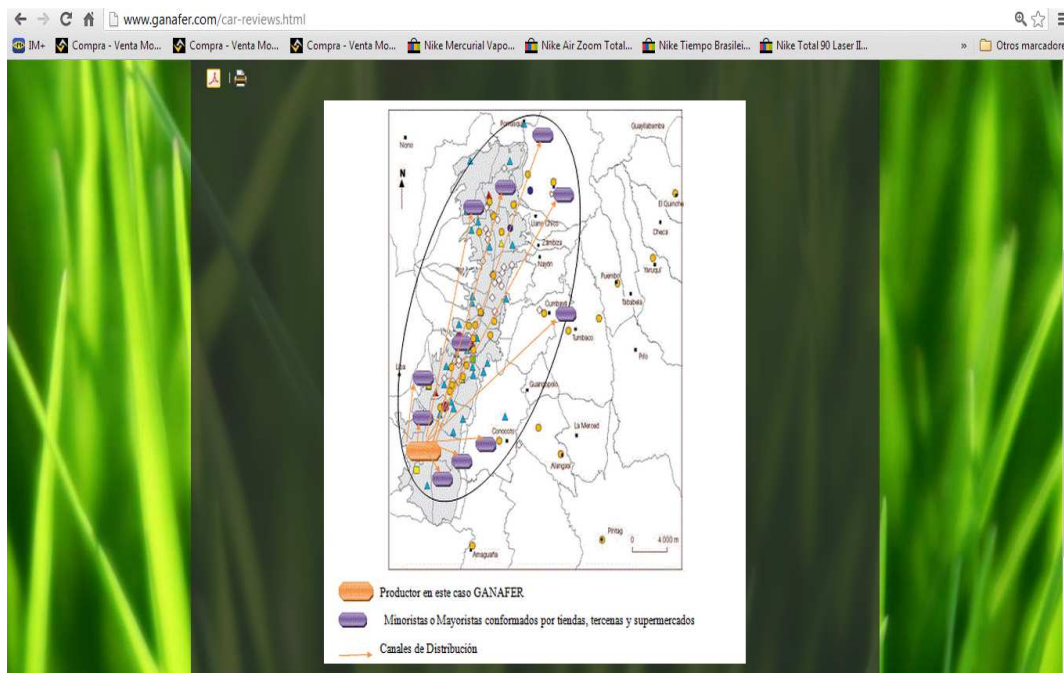 www.ganafer.com/car-reviews.html
IM+ Compra - Venta Mo... Compra - Venta Mo... Compra - Venta Mo... Nike Mercurial Vapo... Nike Air Zoom Total... Nike Tiempo Brasilei... Nike Total 90 Laser II... » Otros marcadore
Pomasqui
Guayllabamba
Nono
N
El Quinche
Llano Chico
Checa
Zámbiza
Nayón
Yaruquí
Puembo
Tababela
Cumbayá
Tumbaco
Pifo
Lloa
Guangopolo
La Merced
Conocoto
Alangasí
Píntag
0 4.000 m
Amaguaña
Productor en este caso GANAFER
Minoristas o Mayoristas conformados por tiendas, tercenas y supermercados
Canales de Distribución